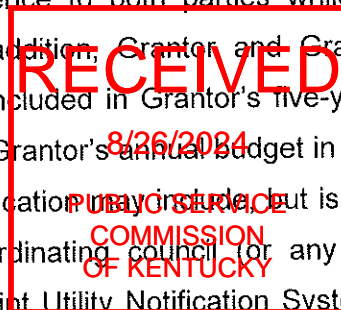 ence to both parties whil
addition, Grantor and Gra
RECEIVED
ncluded in Grantor's five-y
8/26/2024
Grantor's annual budget in
cation may include, but is
PUBLIC SERVICE
COMMISSION
rdinating council (or any
OF KENTUCKY
int Utility Notification Syst